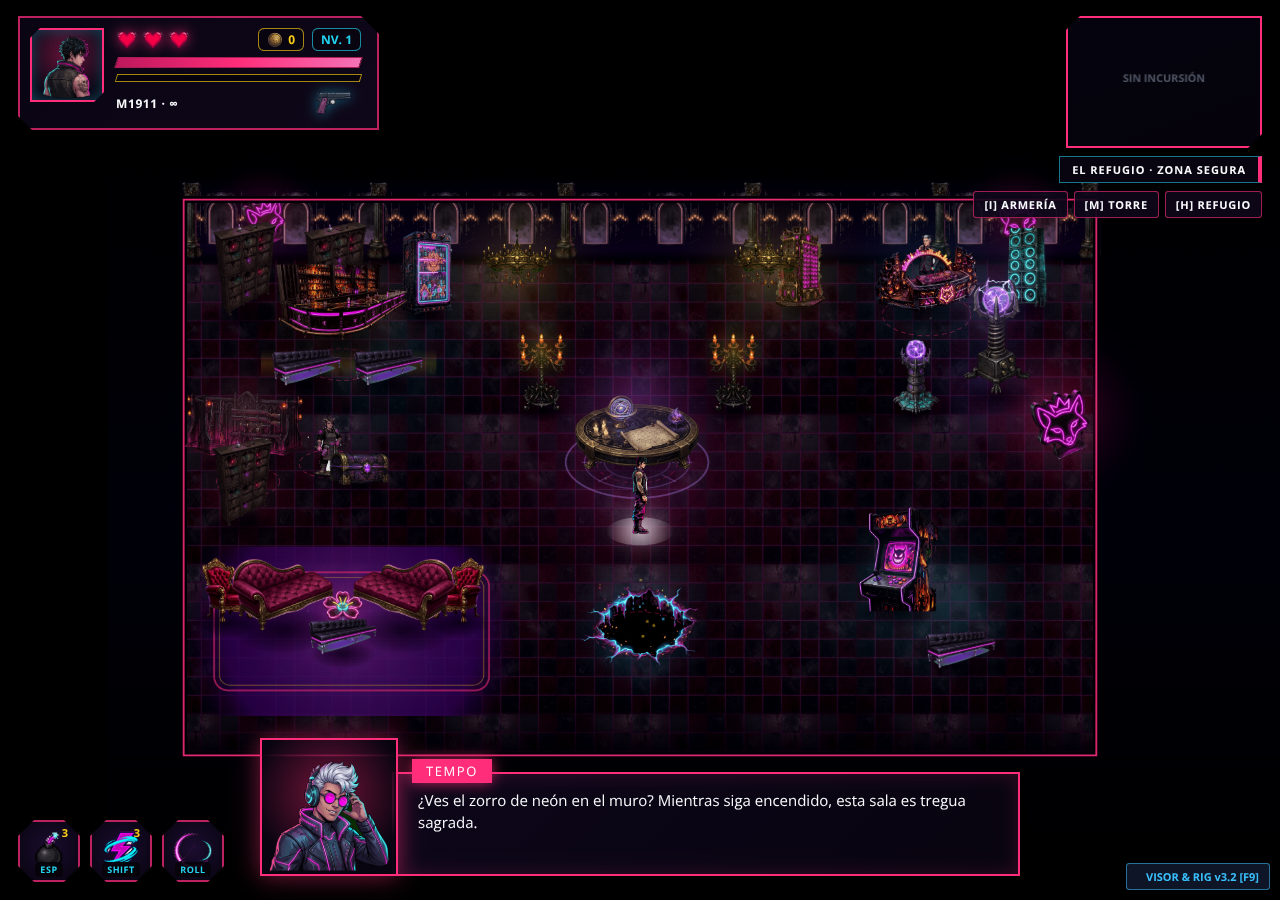 0
NV. 1
M1911 · ∞
SIN INCURSIÓN
EL REFUGIO · ZONA SEGURA
[I] ARMERÍA
[M] TORRE
[H] REFUGIO
TEMPO
¿Ves el zorro de neón en el muro? Mientras siga encendido, esta sala es tregua
sagrada.
3
ESP
3
SHIFT
ROLL
VISOR & RIG v3.2 [F9]